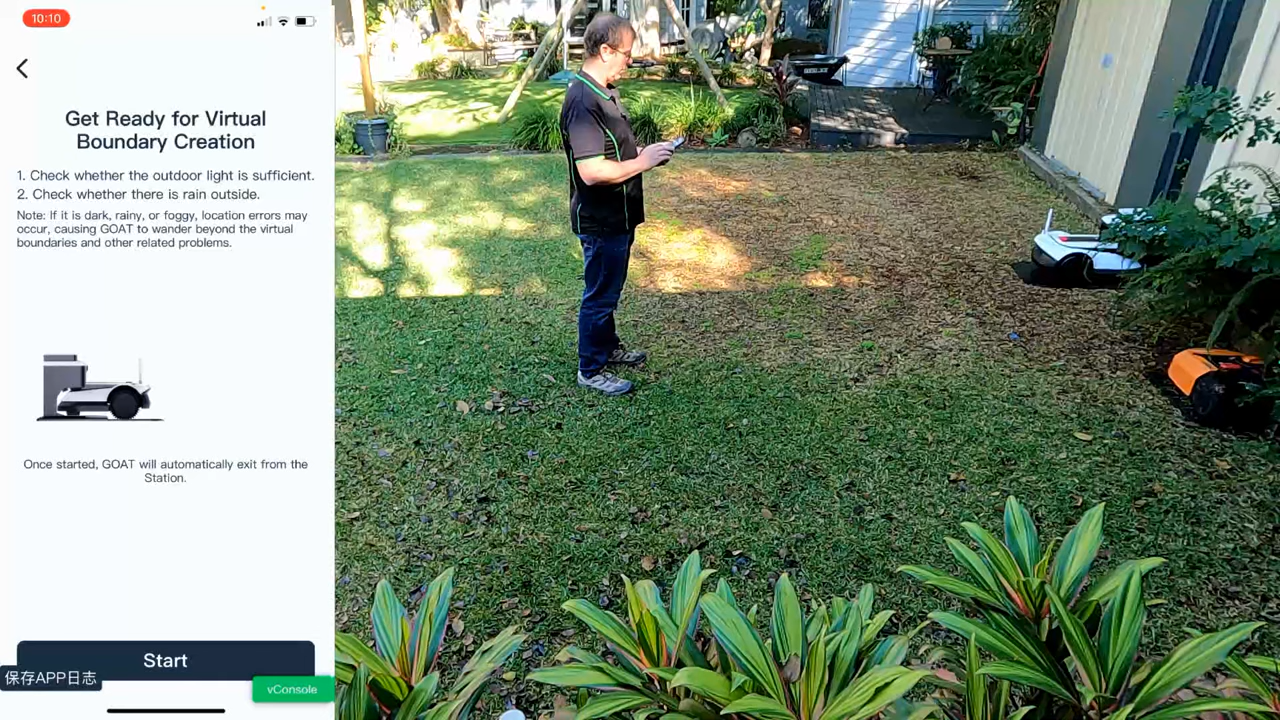 10:10
Get Ready for Virtual
Boundary Creation
1. Check whether the outdoor light is sufficient.
2. Check whether there is rain outside.
Note: If it is dark, rainy, or foggy, location errors may
occur, causing GOAT to wander beyond the virtual
boundaries and other related problems.
Once started, GOAT will automatically exit from the
Station.
Start
保存APP日志
vConsole